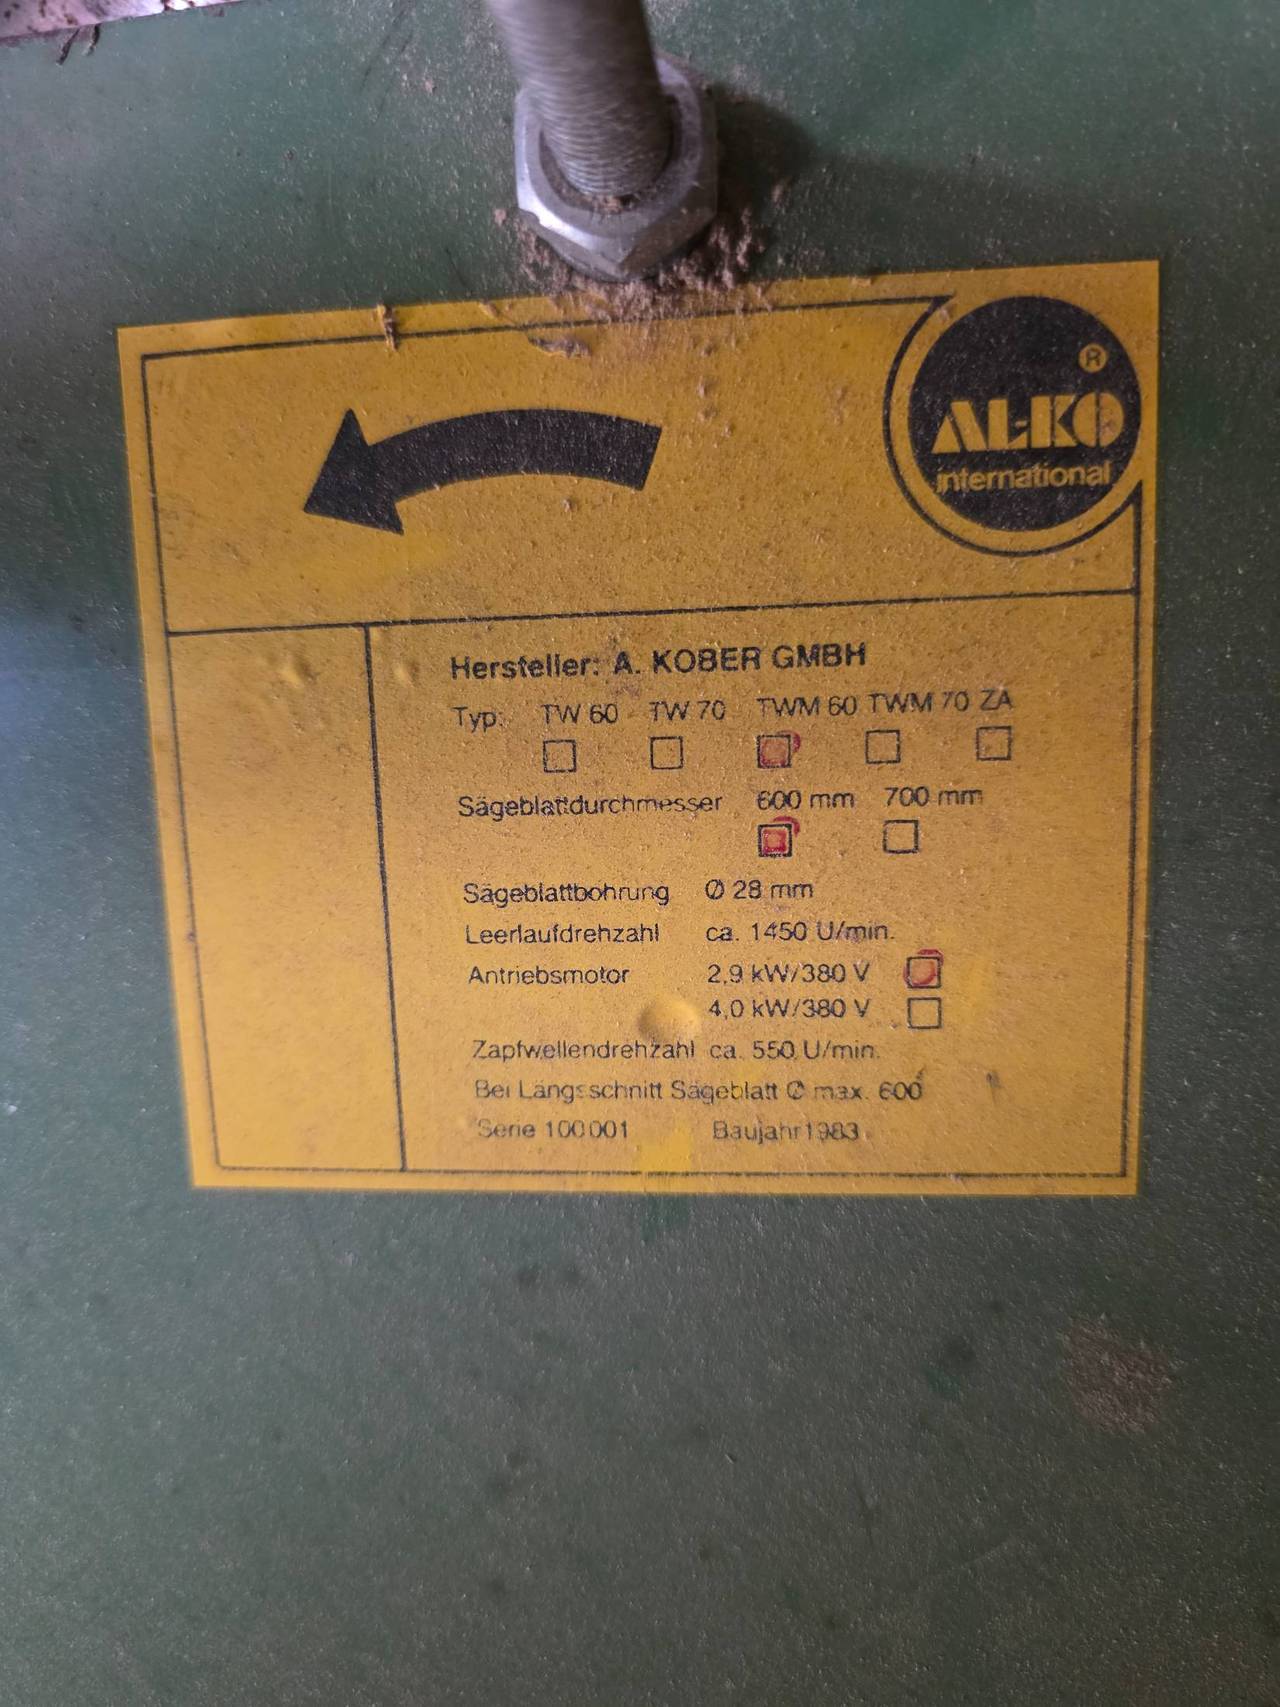 ®
AL-KO
international
Hersteller: A. KOBER GMBH
Typ: TW 60 TW 70 TWM 60 TWM 70 ZA
Sägeblattdurchmesser 600 mm 700 mm
Sägeblattbohrung Ø 28 mm
Leerlaufdrehzahl ca. 1450 U/min.
Antriebsmotor 2,9 kW/380 V
4,0 kW/380 V
Zapfwellendrehzahl ca. 550 U/min.
Bei Längsschnitt Sägeblatt Ø max. 600
Serie 100001 Baujahr 1983